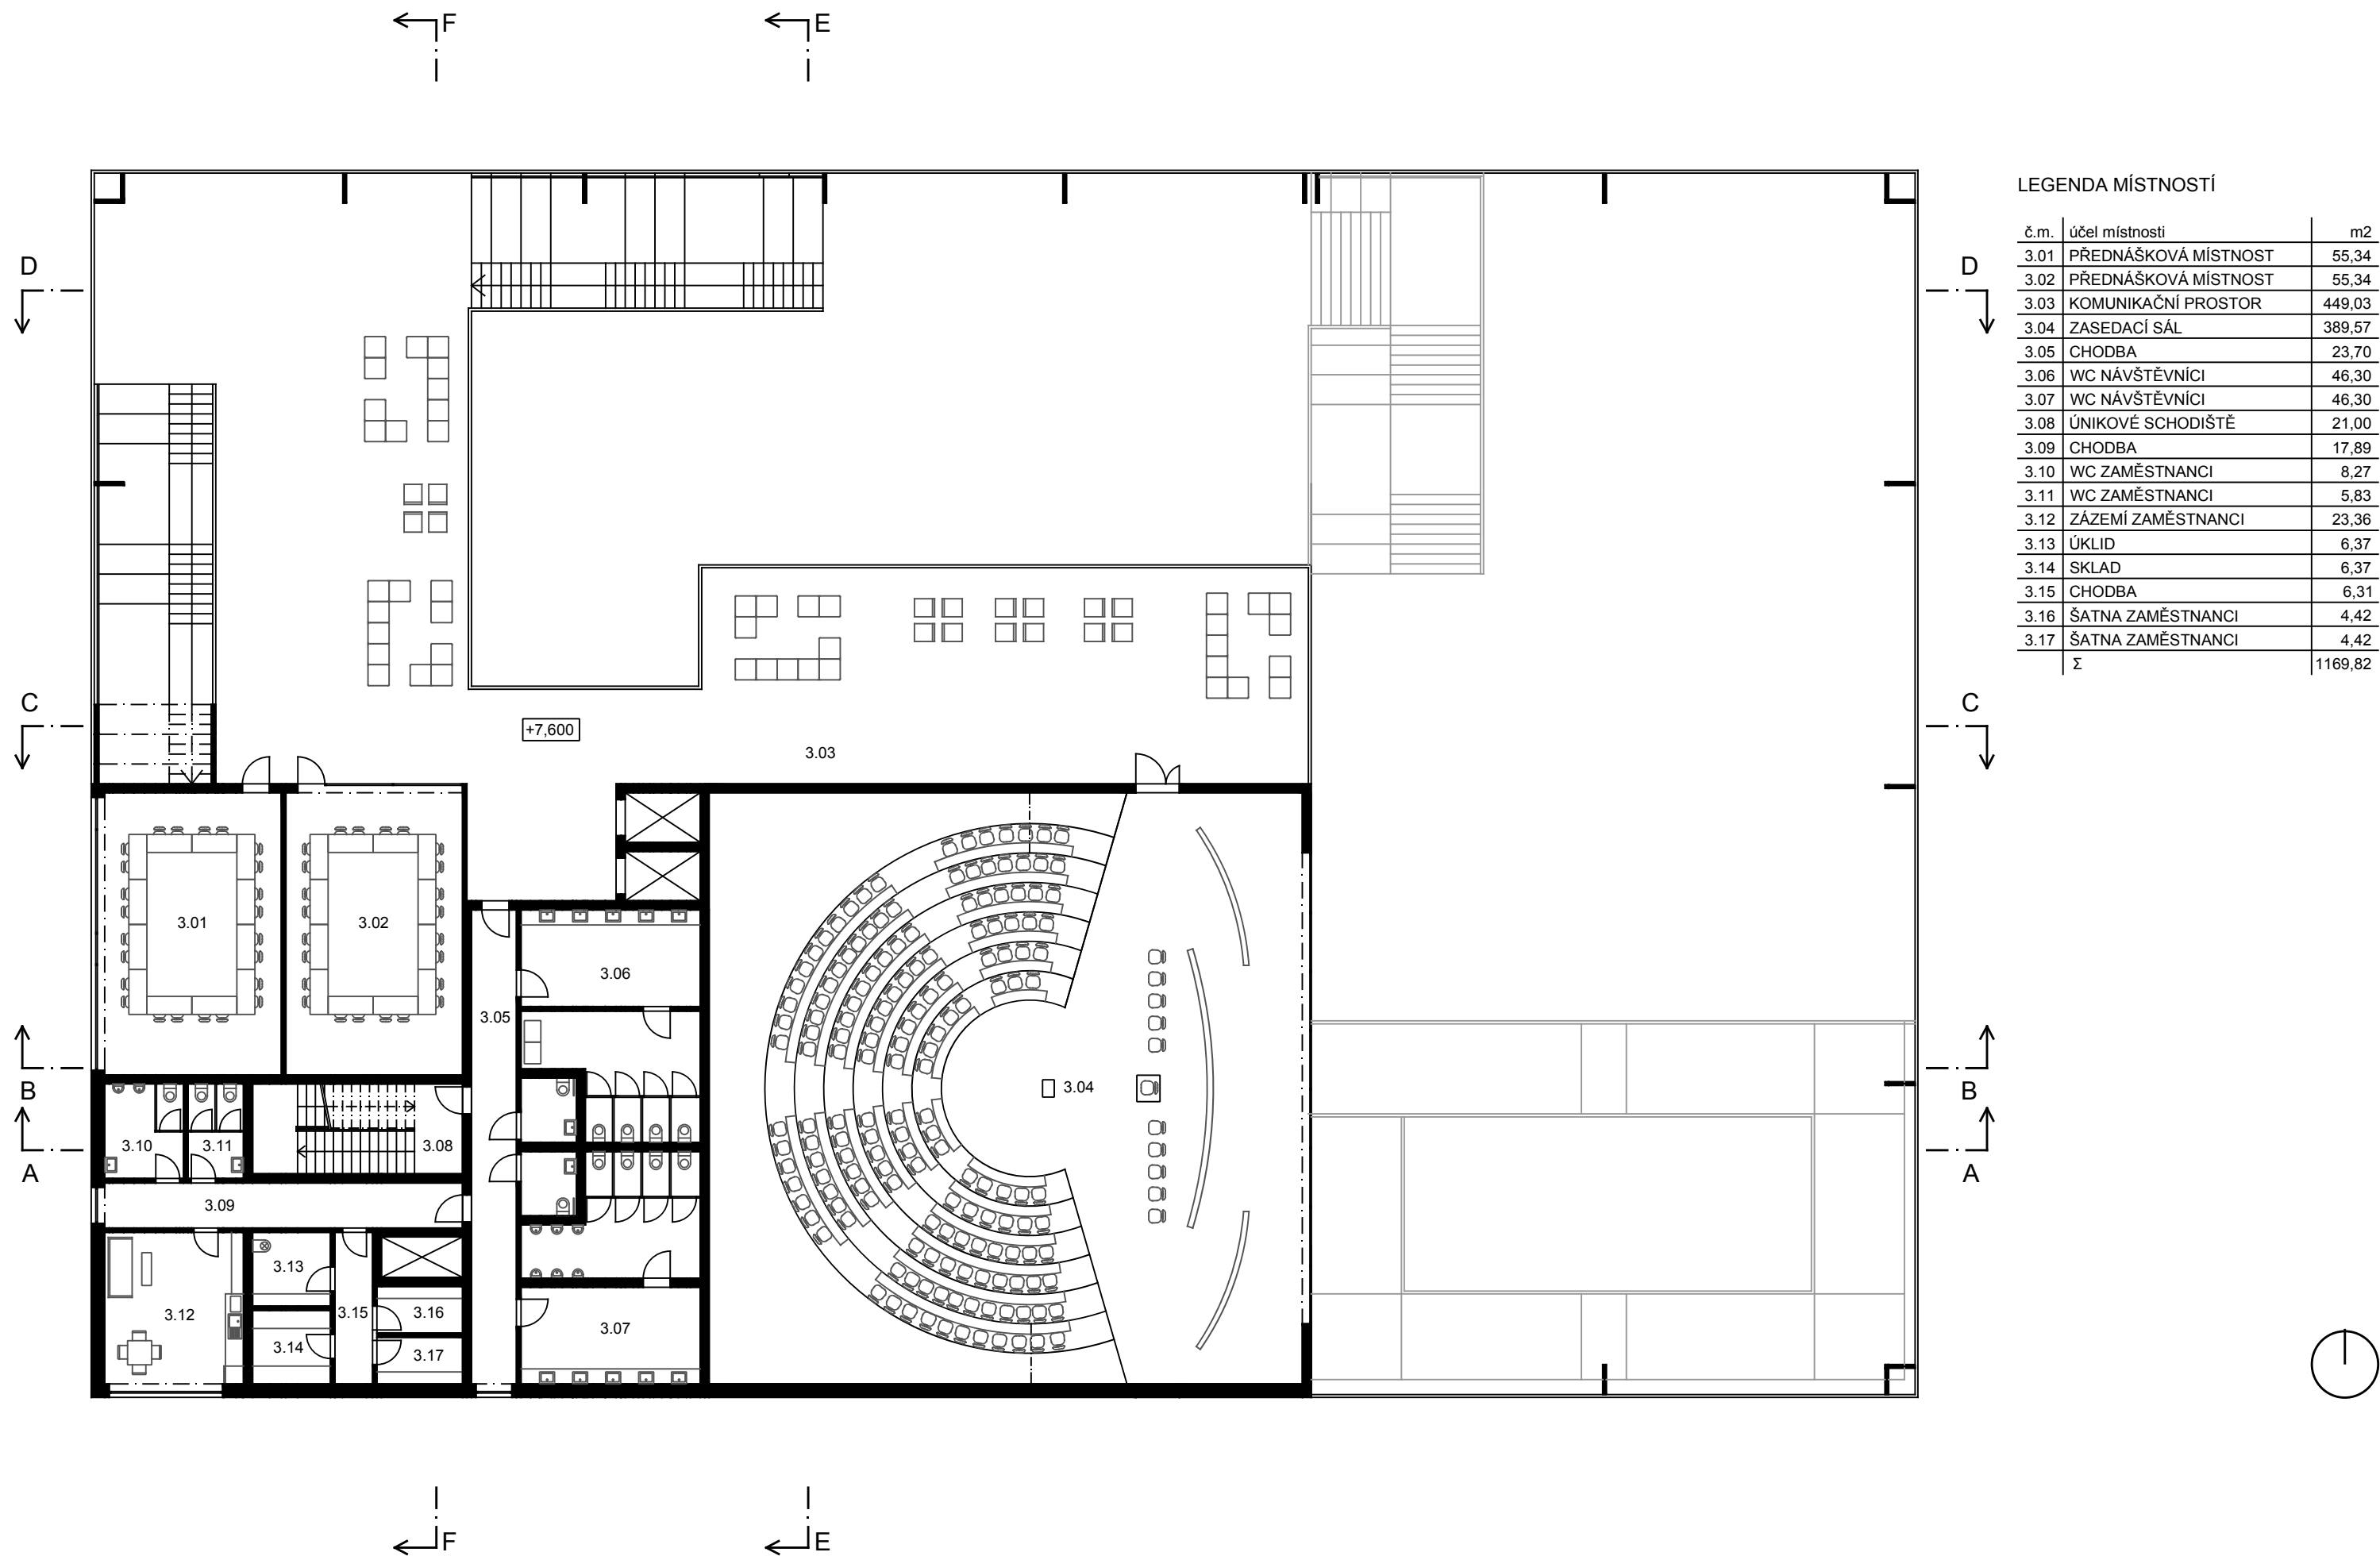 F E
LEGENDA MÍSTNOSTÍ
č.m. účel místnosti m2
3.01 PŘEDNÁŠKOVÁ MÍSTNOST 55,34
3.02 PŘEDNÁŠKOVÁ MÍSTNOST 55,34
3.03 KOMUNIKAČNÍ PROSTOR 449,03
3.04 ZASEDACÍ SÁL 389,57
3.05 CHODBA 23,70
3.06 WC NÁVŠTĚVNÍCI 46,30
3.07 WC NÁVŠTĚVNÍCI 46,30
3.08 ÚNIKOVÉ SCHODIŠTĚ 21,00
3.09 CHODBA 17,89
3.10 WC ZAMĚSTNANCI 8,27
3.11 WC ZAMĚSTNANCI 5,83
3.12 ZÁZEMÍ ZAMĚSTNANCI 23,36
3.13 ÚKLID 6,37
3.14 SKLAD 6,37
3.15 CHODBA 6,31
3.16 ŠATNA ZAMĚSTNANCI 4,42
3.17 ŠATNA ZAMĚSTNANCI 4,42
Σ 1169,82
D D
C C
+7,600
3.03
3.01 3.02
3.06
3.05
3.04
B B
3.10 3.11 3.08
A A
3.09
3.13
3.12 3.15 3.16
3.07
3.14 3.17
F E